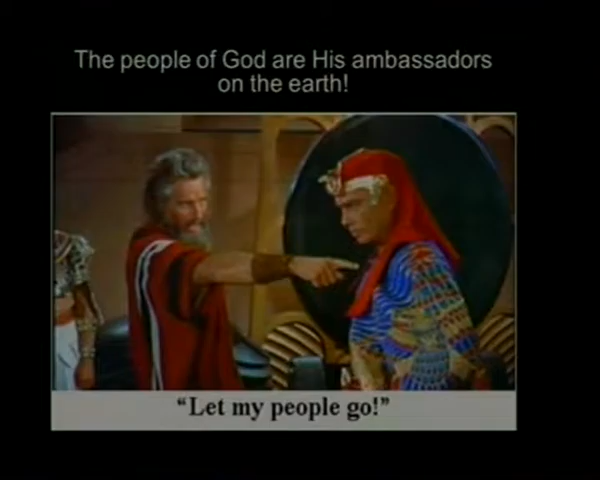 The people of God are His ambassadors
on the earth!
“Let my people go!”